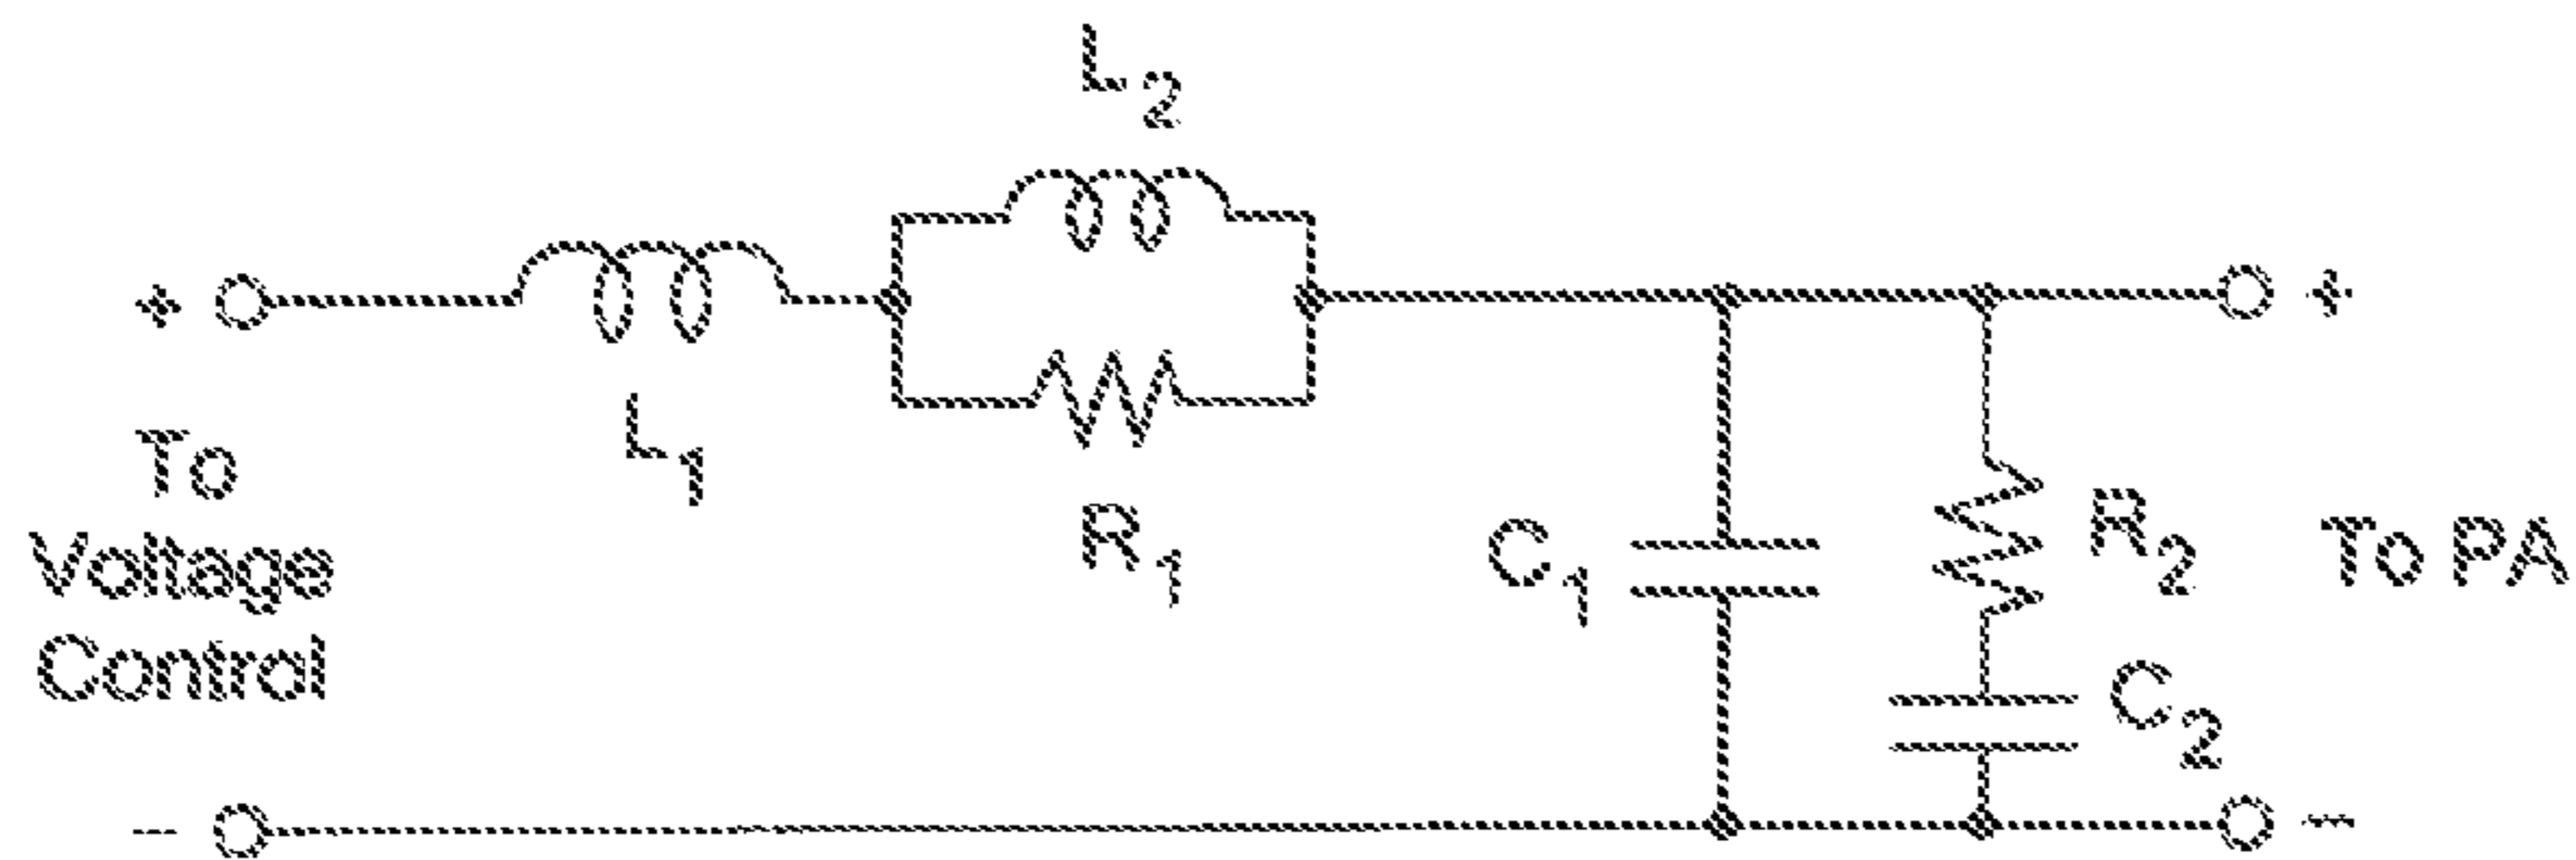 L2
+
+
To
Voltage
Control
L1
R1
C1
R2
To PA
C2
−
−